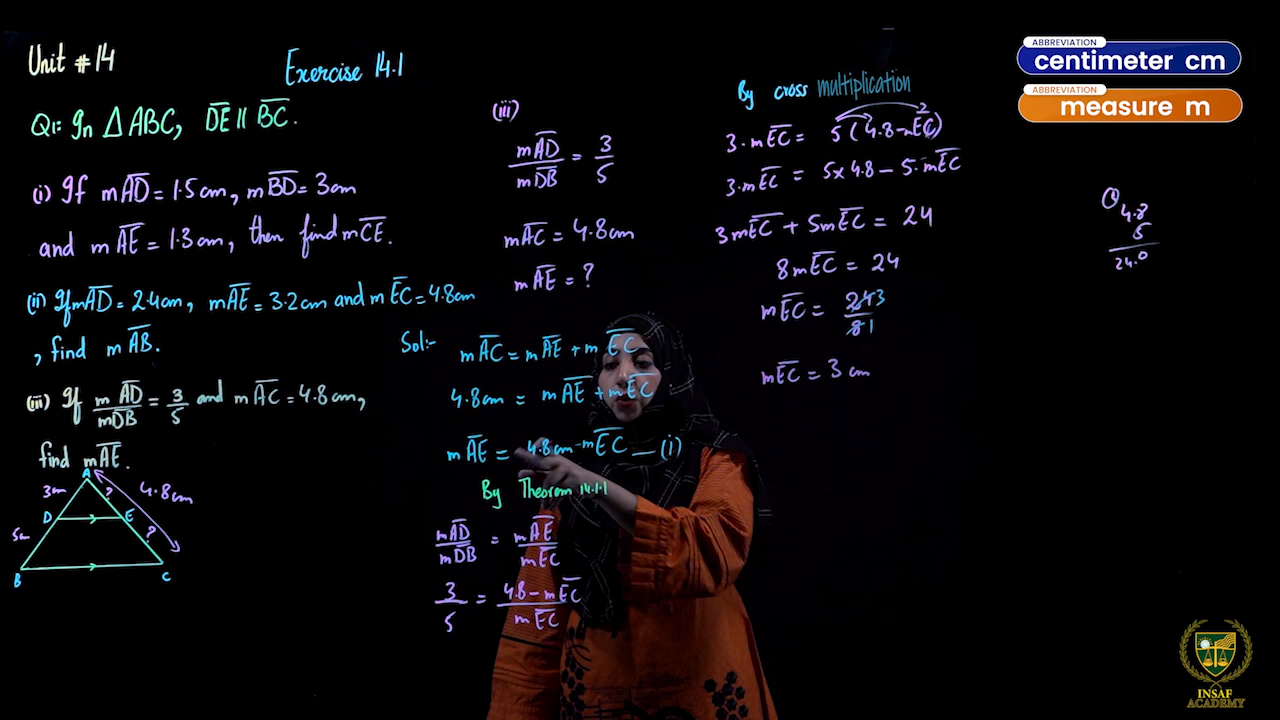 Unit #14
Exercise 14.1
Q1: In △ ABC, DE || BC.
(i) If mAD = 1.5cm, mBD = 3cm
and mAE = 1.3cm, then find mCE.
(ii) If mAD = 2.4cm, mAE = 3.2cm and mEC = 4.8cm
, find mAB.
(iii) If mAD/mDB = 3/5 and mAC = 4.8cm,
find mAE.
A
3cm
?
4.8cm
D
E
5cm
?
B
C
(iii)
mAD/mDB = 3/5
mAC = 4.8cm
mAE = ?
Sol:-
mAC = mAE + mEC
4.8cm = mAE + mEC
mAE = 4.8cm - mEC — (i)
By Theorem 14.1.1
mAD/mDB = mAE/mEC
3/5 = 4.8 - mEC/mEC
By cross multiplication
3.mEC = 5(4.8 - mEC)
3.mEC = 5x4.8 - 5.mEC
3mEC + 5mEC = 24
8mEC = 24
mEC = 24 3/8 1
mEC = 3 cm
4.8
5
24.0
ABBREVIATION
centimeter cm
ABBREVIATION
measure m
INSAF
ACADEMY